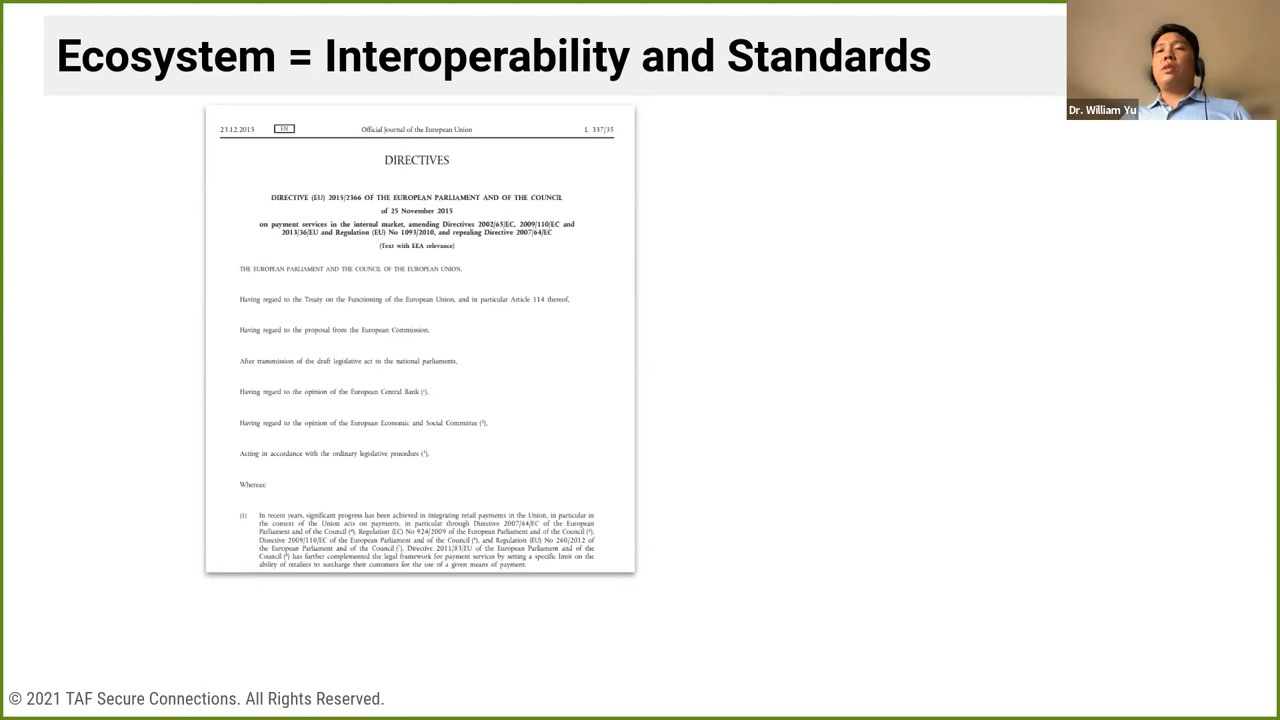 Ecosystem = Interoperability and Standards
Dr. William Yu
23.12.2015 EN Official Journal of the European Union L 337/35
DIRECTIVES
DIRECTIVE (EU) 2015/2366 OF THE EUROPEAN PARLIAMENT AND OF THE COUNCIL
of 25 November 2015
on payment services in the internal market, amending Directives 2002/65/EC, 2009/110/EC and
2013/36/EU and Regulation (EU) No 1093/2010, and repealing Directive 2007/64/EC
(Text with EEA relevance)
THE EUROPEAN PARLIAMENT AND THE COUNCIL OF THE EUROPEAN UNION,
Having regard to the Treaty on the Functioning of the European Union, and in particular Article 114 thereof,
Having regard to the proposal from the European Commission,
After transmission of the draft legislative act to the national parliaments,
Having regard to the opinion of the European Central Bank (¹),
Having regard to the opinion of the European Economic and Social Committee (²),
Acting in accordance with the ordinary legislative procedure (³),
Whereas:
(1) In recent years, significant progress has been achieved in integrating retail payments in the Union, in particular in
the context of the Union acts on payments, in particular through Directive 2007/64/EC of the European
Parliament and of the Council (⁴), Regulation (EC) No 924/2009 of the European Parliament and of the Council (⁵),
Directive 2009/110/EC of the European Parliament and of the Council (⁶), and Regulation (EU) No 260/2012 of
the European Parliament and of the Council (⁷). Directive 2011/83/EU of the European Parliament and of the
Council (⁸) has further complemented the legal framework for payment services by setting a specific limit on the
ability of retailers to surcharge their customers for the use of a given means of payment.
© 2021 TAF Secure Connections. All Rights Reserved.